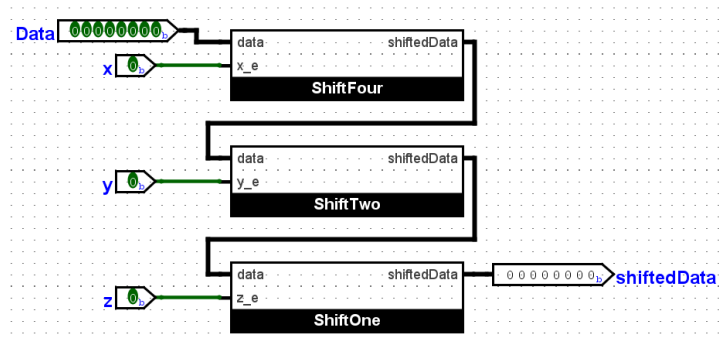 Data 00000000b data shiftedData
x 0b x_e
ShiftFour
data shiftedData
y 0b y_e
ShiftTwo
data shiftedData 00000000b shiftedData
z 0b z_e
ShiftOne